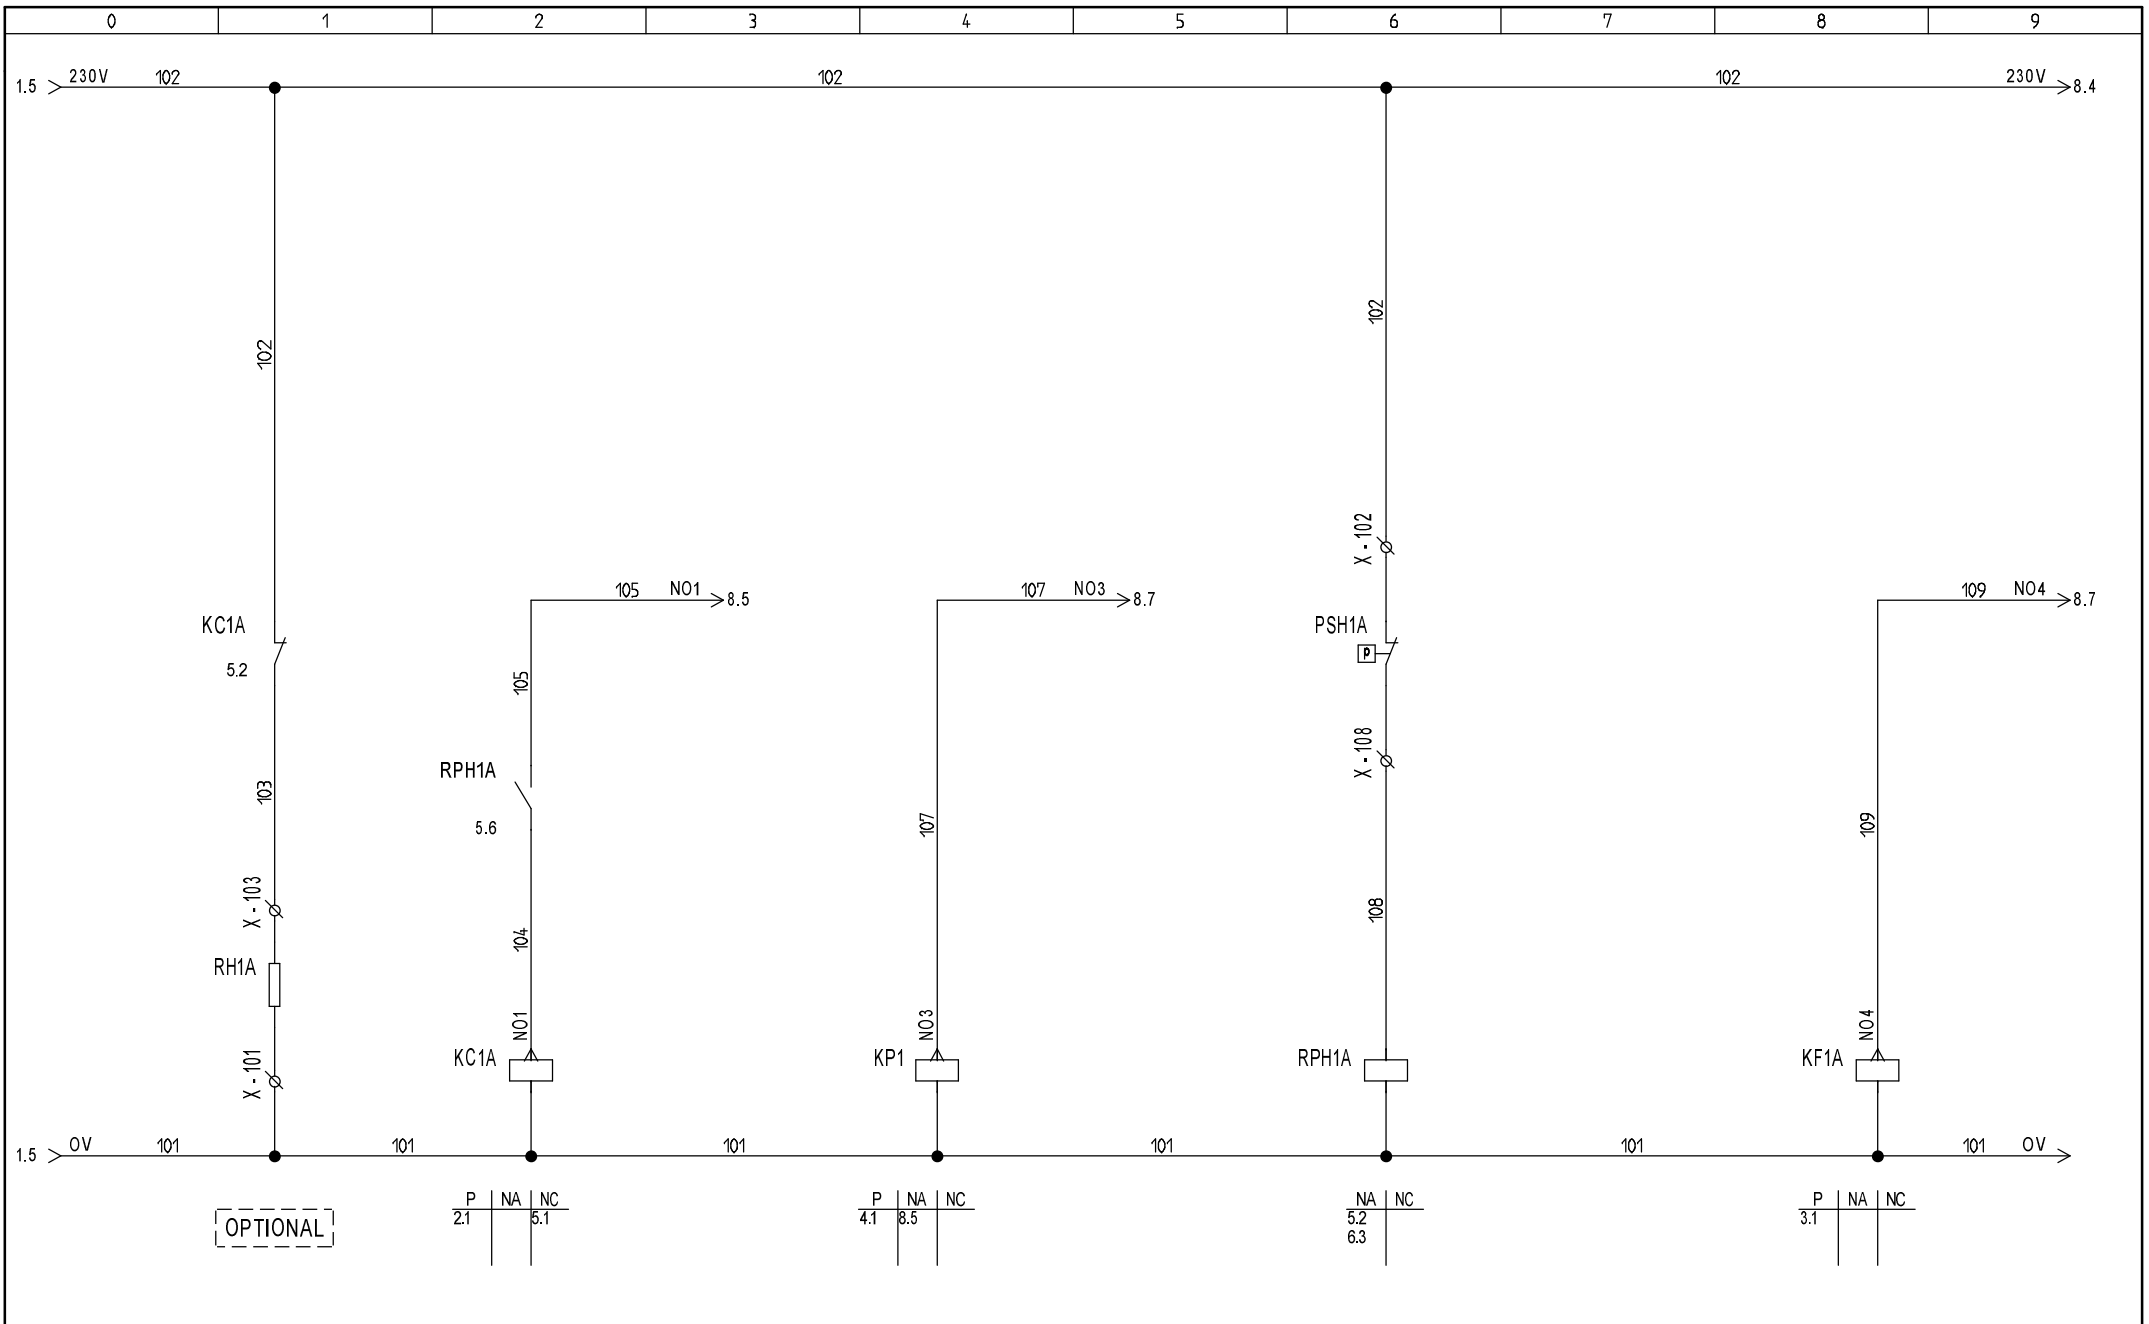 0 1 2 3 4 5 6 7 8 9
1.5 230V 102 102 102 230V 8.4
102
102
X-102
105 NO1 8.5
107 NO3 8.7
109 NO4 8.7
KC1A
5.2
PSH1A
P
105
X-108
RPH1A
5.6
103
107
109
X-103
104
108
RH1A
NO1
NO3
NO4
X-101
KC1A
KP1
RPH1A
KF1A
1.5 0V 101 101 101 101 101 101 0V
OPTIONAL
P NA NC
2.1 5.1
P NA NC
4.1 8.5
NA NC
5.2
6.3
P NA NC
3.1